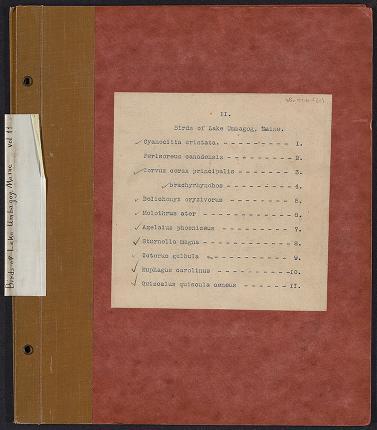 II.
Birds of Lake Umbagog, Maine.
Cyanocitta cristata. - - - - - - - - - - 1.
Perisoreus canadensis - - - - - - - - - 2.
Corvus corax principalis - - - - - - - 3.
brachyrhynchos - - - - - - - - 4.
Dolichonyx oryzivorus - - - - - - - - 5.
Molothrus ater - - - - - - - - - - - 6.
Agelaius phoeniceus - - - - - - - - - 7.
Sturnella magna - - - - - - - - - - - 8.
Icterus galbula - - - - - - - - - - - 9.
Euphagus carolinus - - - - - - - - - -10.
Quiscalus quiscula aeneus - - - - - - 11.
Birds of Lake Umbagog Maine vol 11